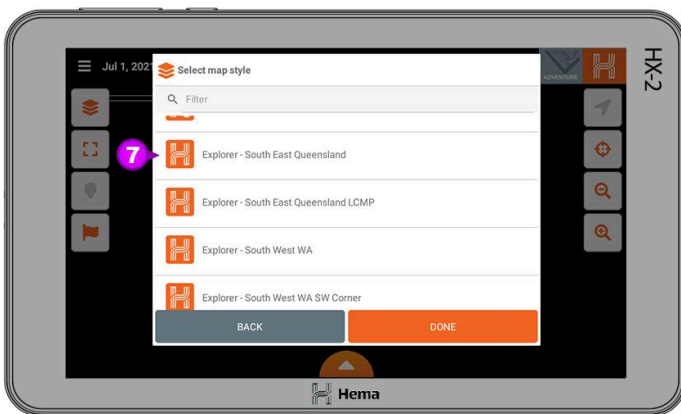 Jul 1, 2021
Select map style
ADVENTURE
HX-2
Filter
7
Explorer - South East Queensland
Explorer - South East Queensland LCMP
Explorer - South West WA
Explorer - South West WA SW Corner
BACK
DONE
Hema